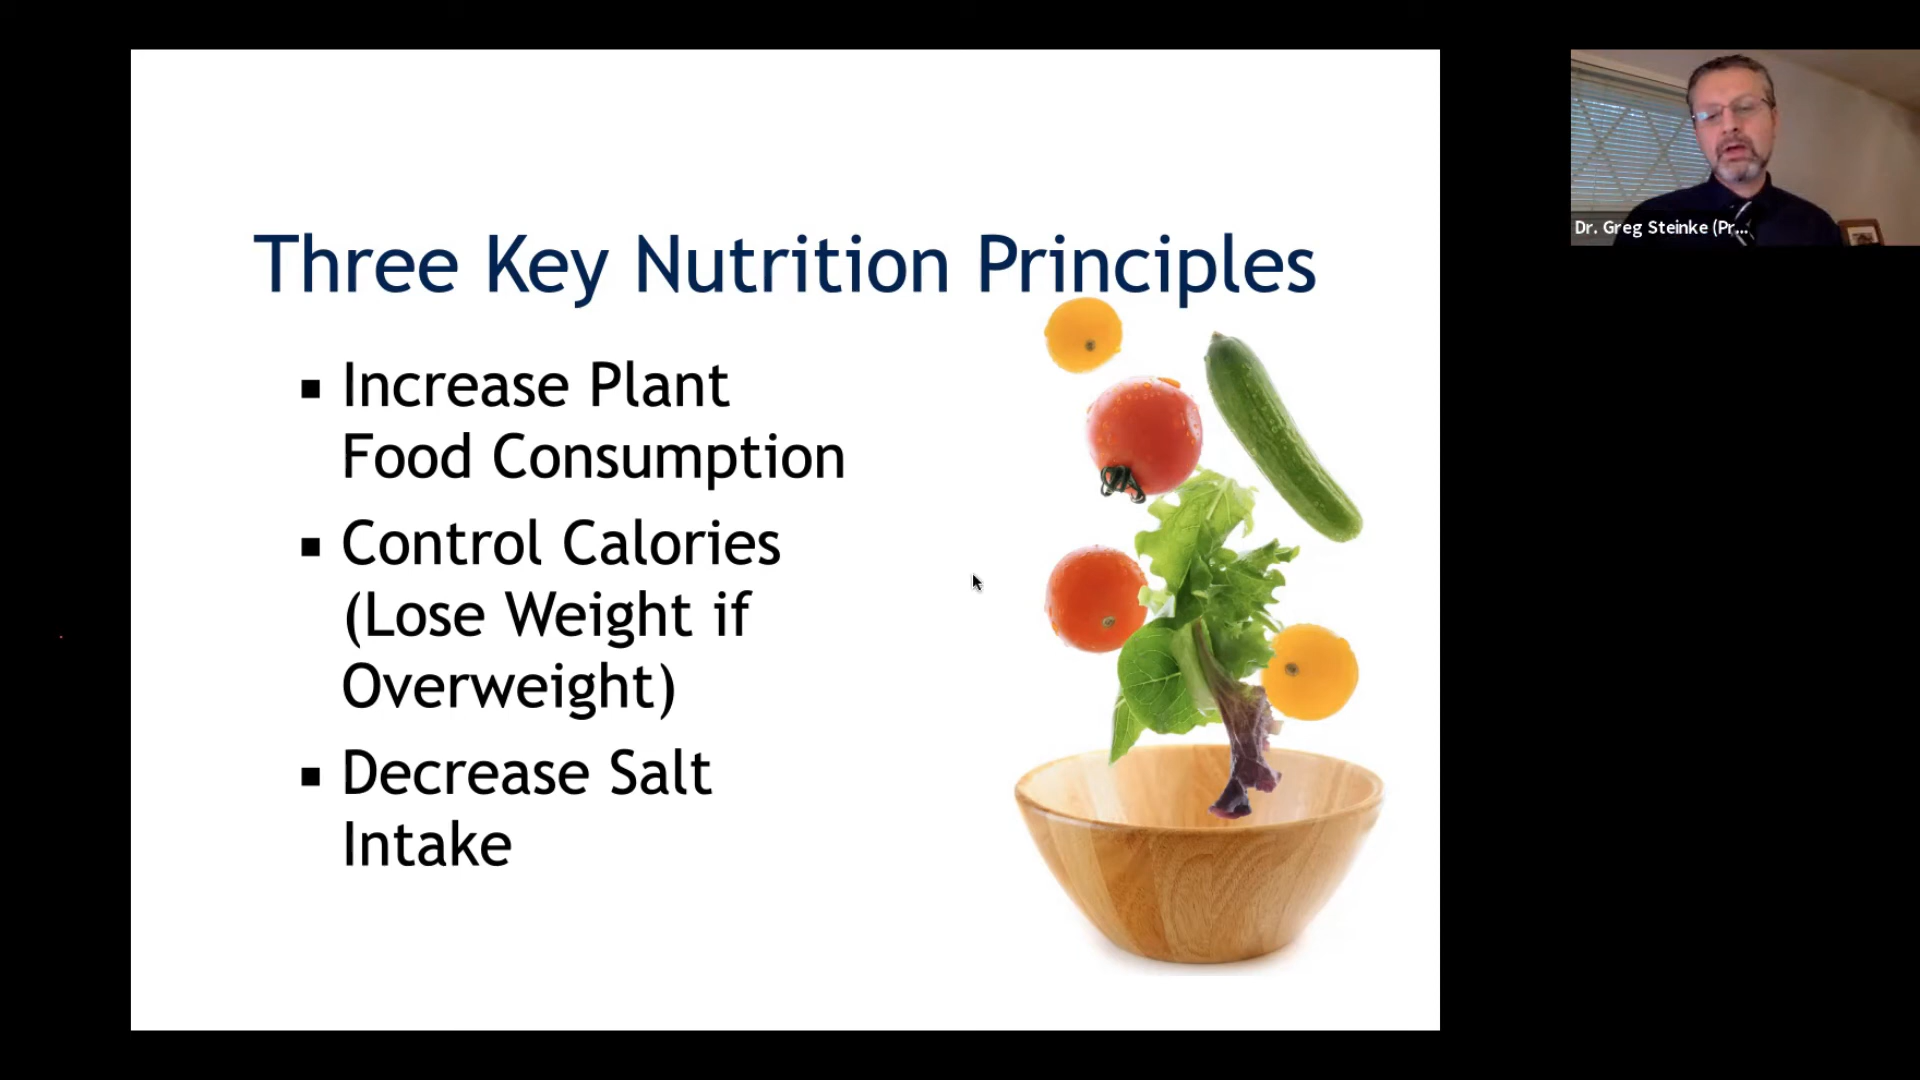 Three Key Nutrition Principles
▪ Increase Plant
Food Consumption
▪ Control Calories
(Lose Weight if
Overweight)
▪ Decrease Salt
Intake
Dr. Greg Steinke (Pr...